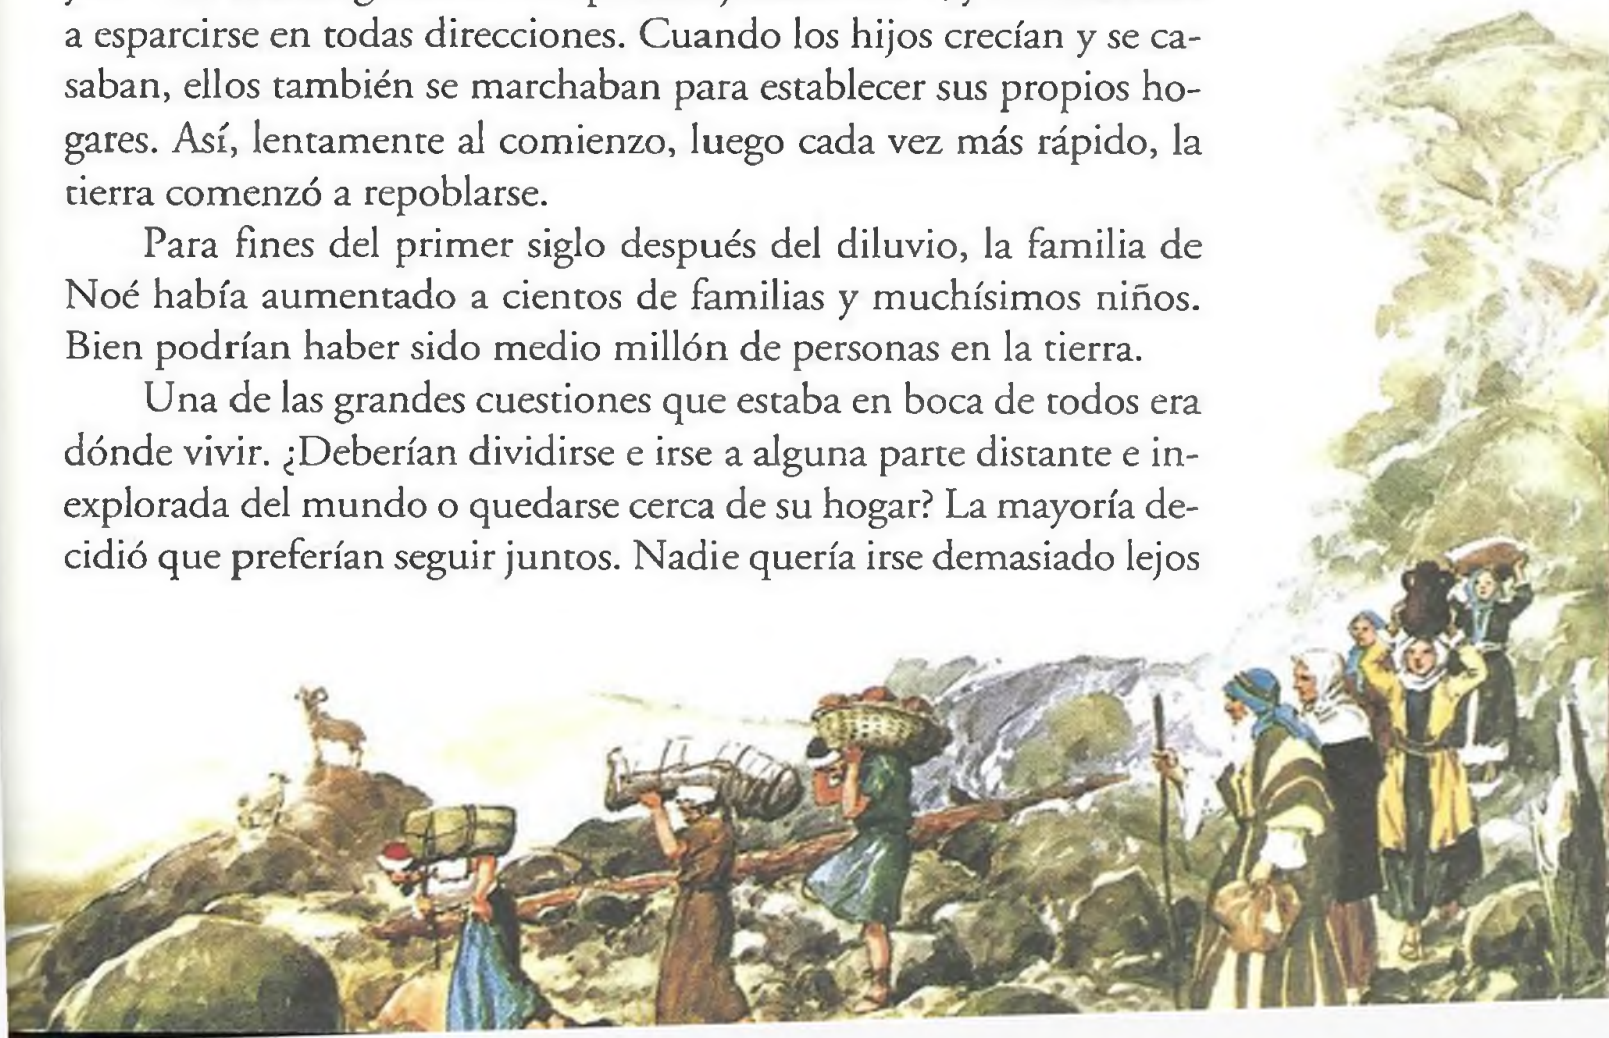 a esparcirse en todas direcciones. Cuando los hijos crecían y se ca-
saban, ellos también se marchaban para establecer sus propios ho-
gares. Así, lentamente al comienzo, luego cada vez más rápido, la
tierra comenzó a repoblarse.
Para fines del primer siglo después del diluvio, la familia de
Noé había aumentado a cientos de familias y muchísimos niños.
Bien podrían haber sido medio millón de personas en la tierra.
Una de las grandes cuestiones que estaba en boca de todos era
dónde vivir. ¿Deberían dividirse e irse a alguna parte distante e in-
explorada del mundo o quedarse cerca de su hogar? La mayoría de-
cidió que preferían seguir juntos. Nadie quería irse demasiado lejos